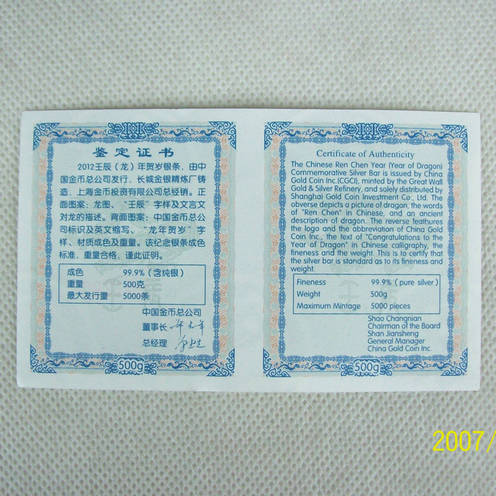 鉴定证书
2012壬辰（龙）年贺岁银条，由中
国金币总公司发行，长城金银精炼厂铸
造，上海金币投资有限公司总经销。正
面图案：龙图、“壬辰”字样及文言文
对龙的描述。背面图案：中国金币总公
司标识及英文缩写、“龙年贺岁”字
样、材质成色及重量。该纪念银条成色
标准、重量合格，谨此证明。
成色 99.9% (含纯银)
重量 500克
最大发行量 5000条
中国金币总公司
董事长：
总经理
500g
Certificate of Authenticity
The Chinese Ren Chen Year (Year of Dragon)
Commemorative Silver Bar is issued by China
Gold Coin Inc.(CGCI), minted by the Great Wall
Gold & Silver Refinery, and solely distributed by
Shanghai Gold Coin Investment Co., Ltd. The
obverse depicts a picture of dragon, the words
of "Ren Chen" in Chinese, and an ancient
description of dragon. The reverse features
the logo and the abbreviation of China Gold
Coin Inc., the text of "Congratulations to the
Year of Dragon" in Chinese calligraphy, the
fineness and the weight. This is to certify that
the silver bar is standard as to its fineness and
weight.
Fineness 99.9% (pure silver)
Weight 500g
Maximum Mintage 5000 pieces
Shao Changnian
Chairman of the Board
Shan Jiansheng
General Manager
China Gold Coin Inc.
500g
2007/